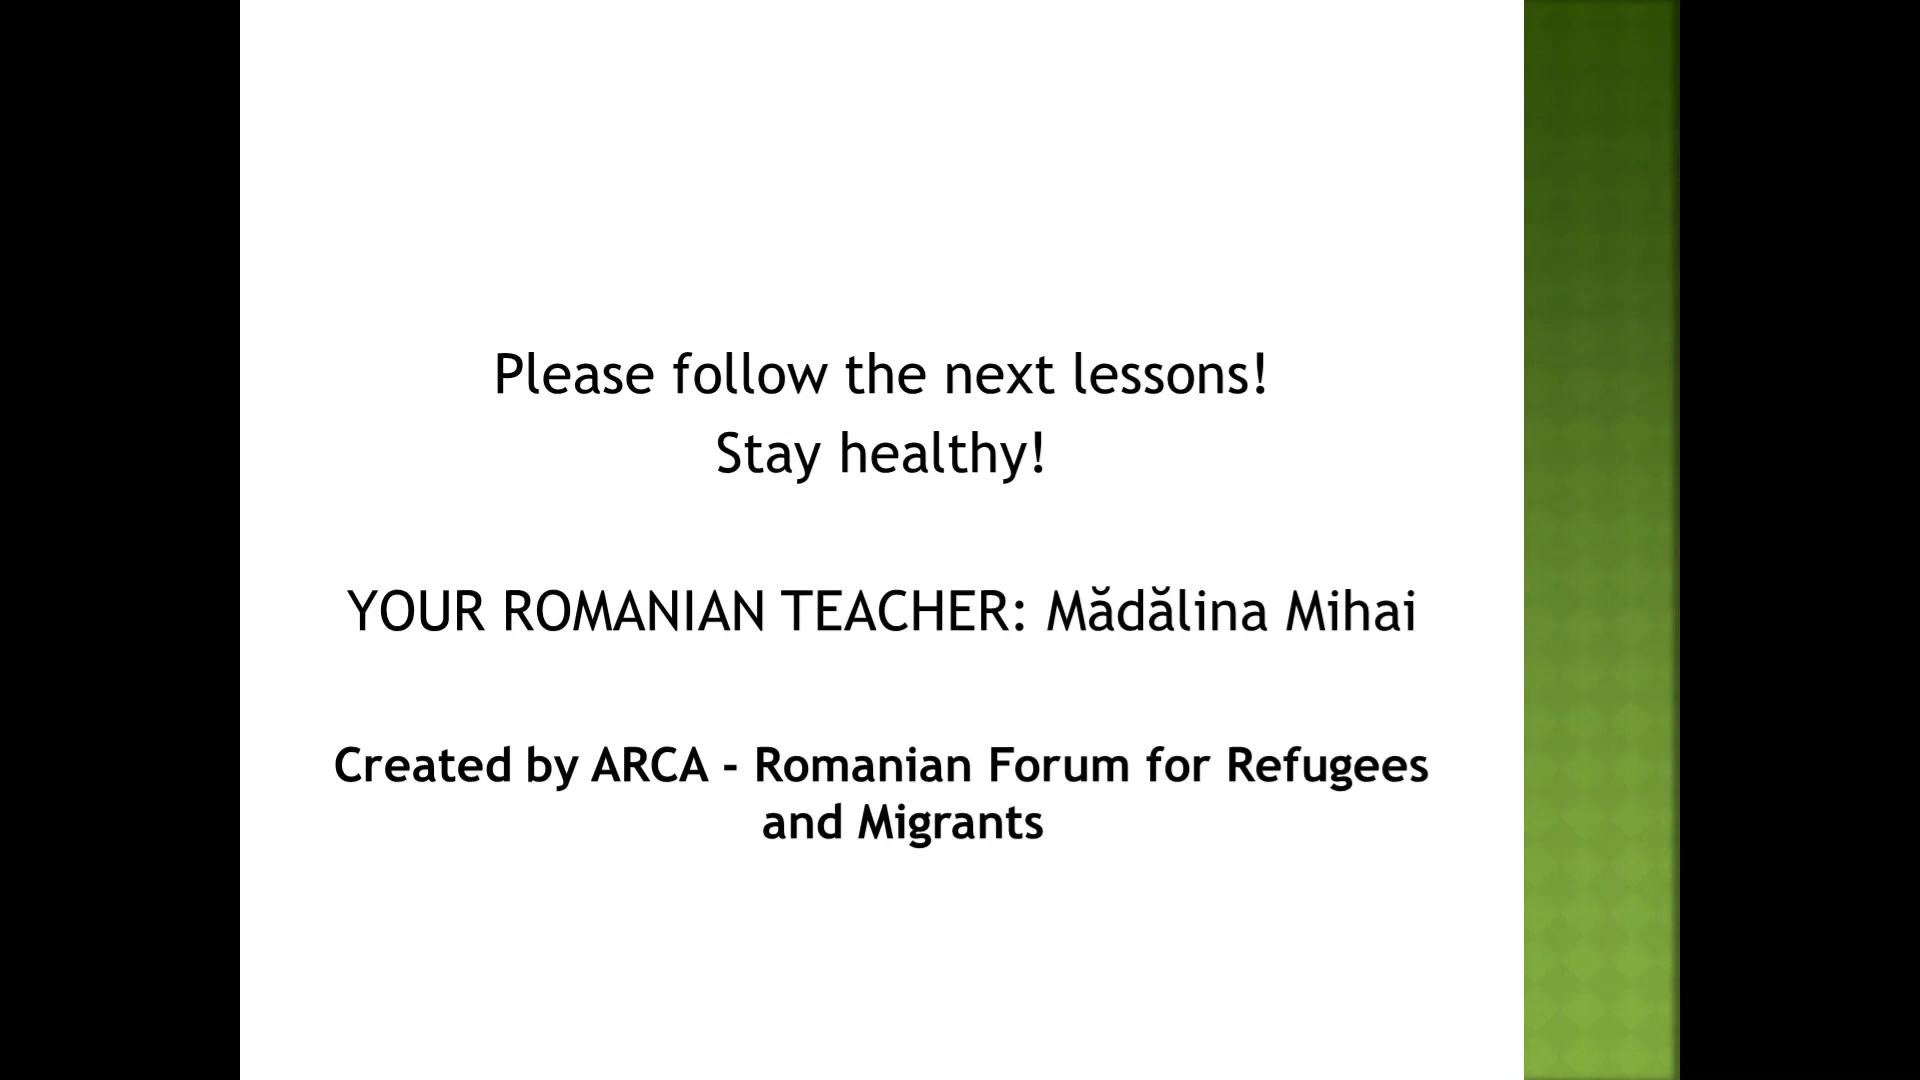 Please follow the next lessons!
Stay healthy!
YOUR ROMANIAN TEACHER: Mădălina Mihai
Created by ARCA - Romanian Forum for Refugees
and Migrants